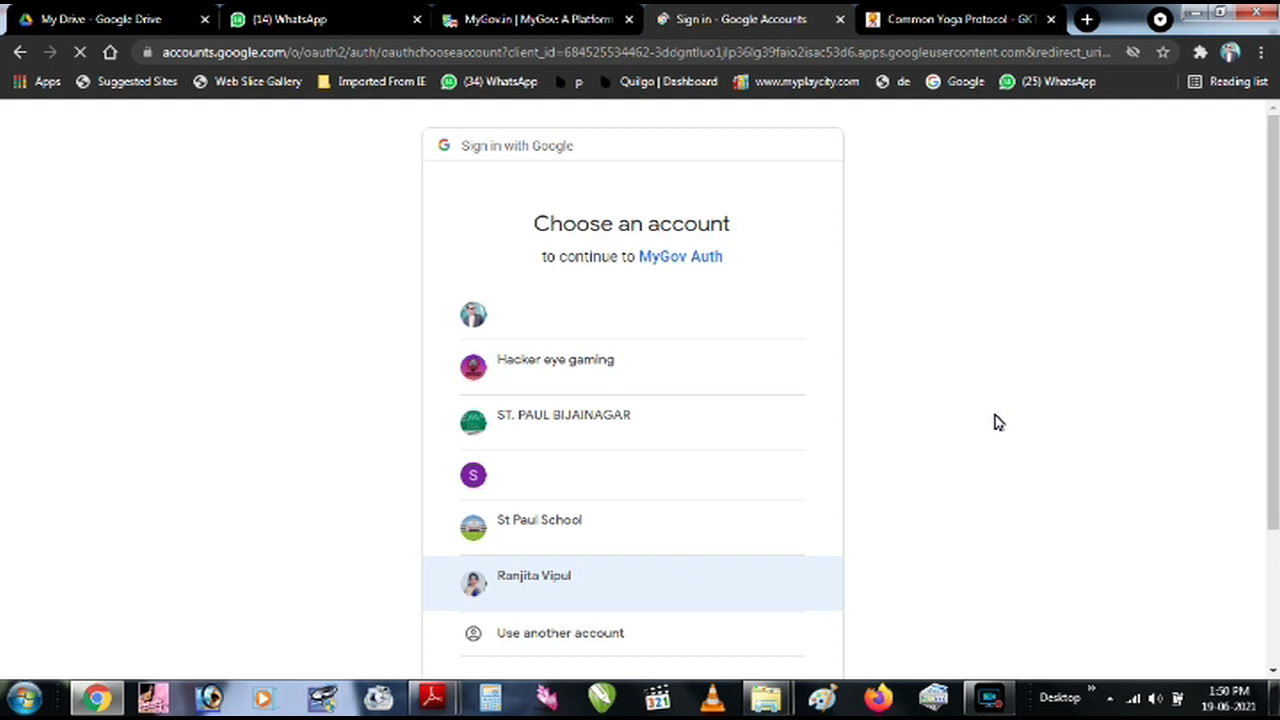 My Drive - Google Drive
(14) WhatsApp
MyGov.in | MyGov: A Platform
Sign in - Google Accounts
Common Yoga Protocol - GKT
Apps
Suggested Sites
Web Slice Gallery
Imported From IE
(34) WhatsApp
p
Quilgo | Dashboard
www.myplaycity.com
de
Google
(25) WhatsApp
Reading list
Sign in with Google
Choose an account
to continue to MyGov Auth
Hacker eye gaming
ST. PAUL BIJAINAGAR
S
St Paul School
Ranjita Vipul
Use another account
321
Desktop
1:50 PM
19-06-2021